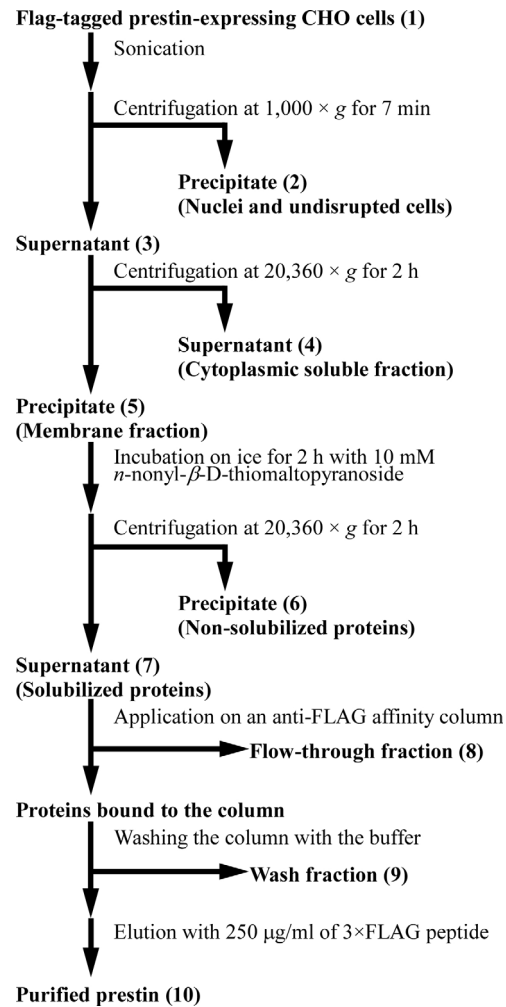 Flag-tagged prestin-expressing CHO cells (1)
Sonication
Centrifugation at 1,000 × g for 7 min
Precipitate (2)
(Nuclei and undisrupted cells)
Supernatant (3)
Centrifugation at 20,360 × g for 2 h
Supernatant (4)
(Cytoplasmic soluble fraction)
Precipitate (5)
(Membrane fraction)
Incubation on ice for 2 h with 10 mM
n-nonyl-β-D-thiomaltopyranoside
Centrifugation at 20,360 × g for 2 h
Precipitate (6)
(Non-solubilized proteins)
Supernatant (7)
(Solubilized proteins)
Application on an anti-FLAG affinity column
Flow-through fraction (8)
Proteins bound to the column
Washing the column with the buffer
Wash fraction (9)
Elution with 250 μg/ml of 3×FLAG peptide
Purified prestin (10)